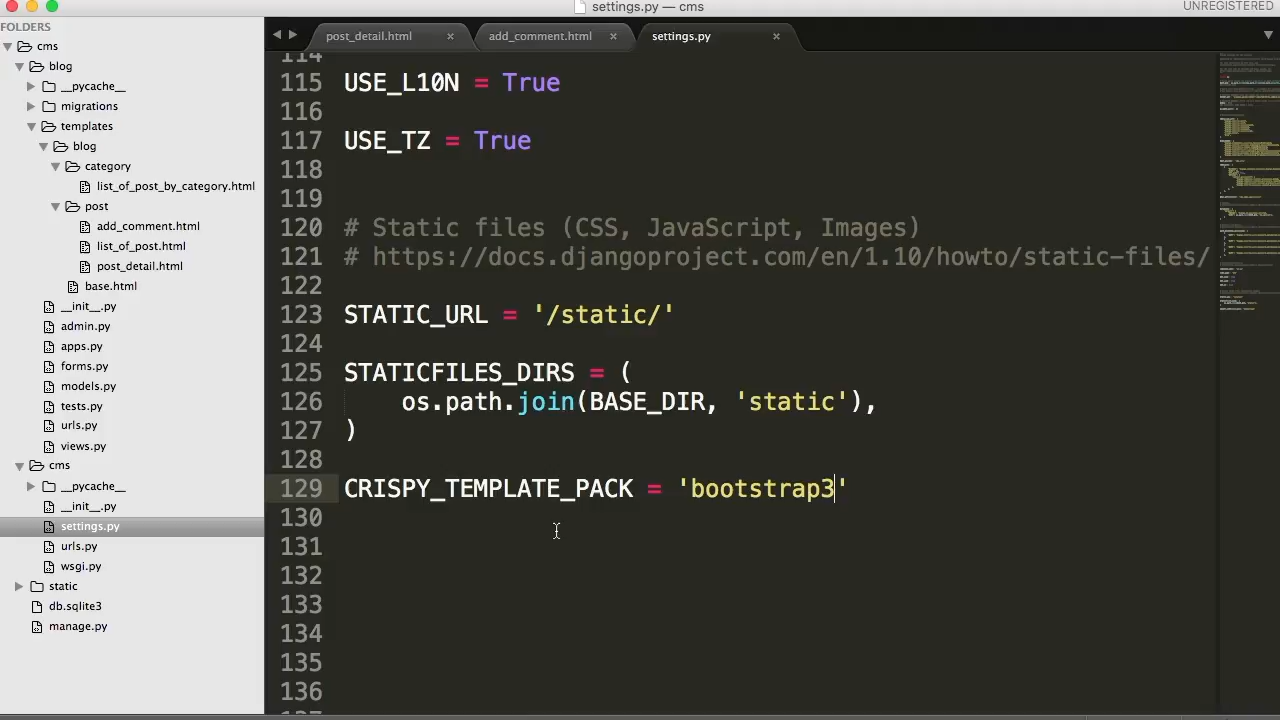 settings.py — cms
UNREGISTERED
FOLDERS
cms
blog
__pycache__
migrations
templates
blog
category
list_of_post_by_category.html
post
add_comment.html
list_of_post.html
post_detail.html
base.html
__init__.py
admin.py
apps.py
forms.py
models.py
tests.py
urls.py
views.py
cms
__pycache__
__init__.py
settings.py
urls.py
wsgi.py
static
db.sqlite3
manage.py
post_detail.html
add_comment.html
settings.py
114
115 USE_L10N = True
116
117 USE_TZ = True
118
119
120 # Static files (CSS, JavaScript, Images)
121 # https://docs.djangoproject.com/en/1.10/howto/static-files/
122
123 STATIC_URL = '/static/'
124
125 STATICFILES_DIRS = (
126 os.path.join(BASE_DIR, 'static'),
127 )
128
129 CRISPY_TEMPLATE_PACK = 'bootstrap3'
130
131
132
133
134
135
136
137